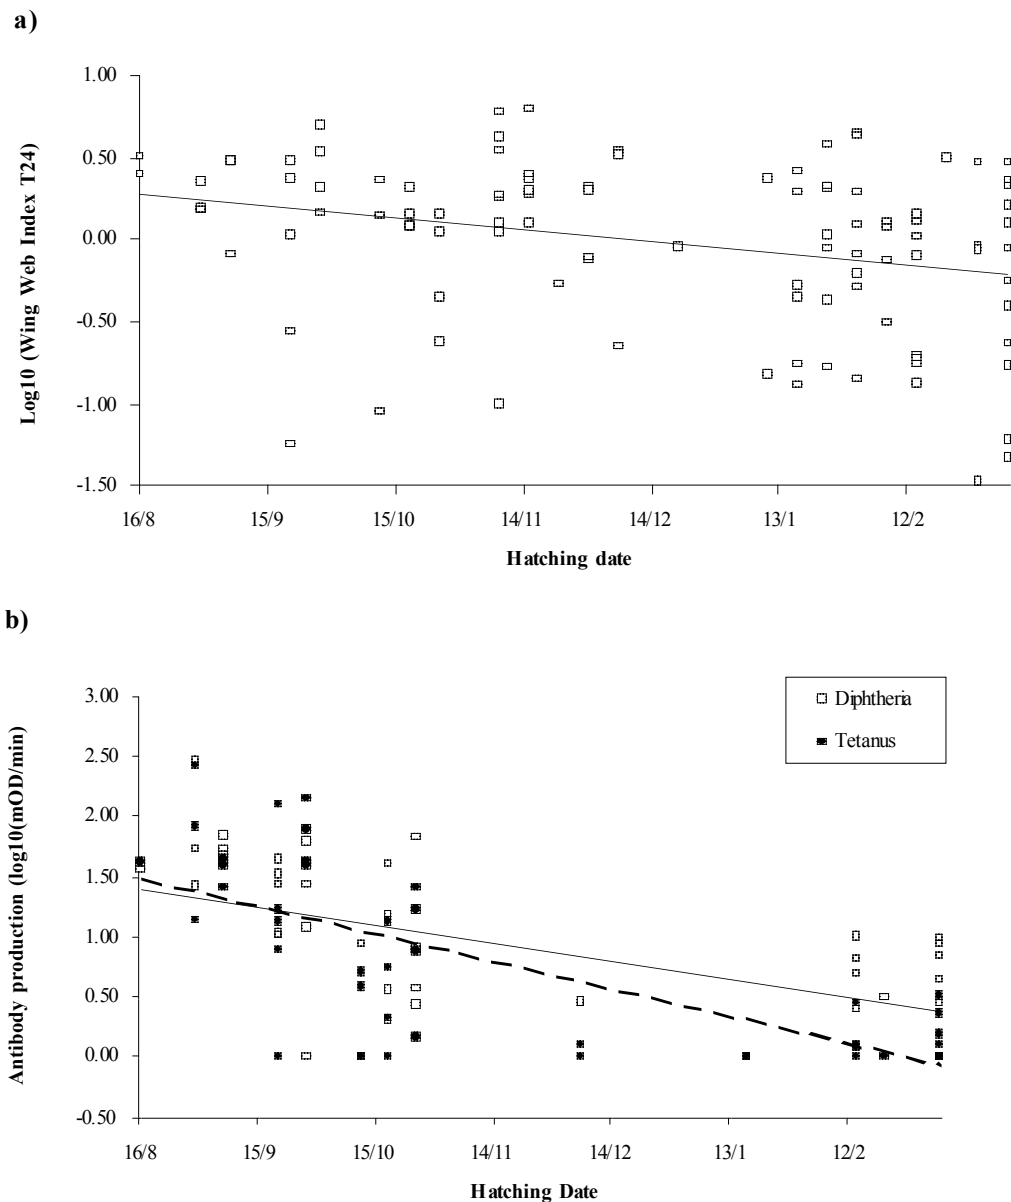 a)
Log10 (Wing Web Index T24)
1.00
0.50
0.00
-0.50
-1.00
-1.50
16/8 15/9 15/10 14/11 14/12 13/1 12/2
Hatching date
b)
Antibody production (log10(mOD/min)
3.00
2.50
2.00
1.50
1.00
0.50
0.00
-0.50
Diphtheria
Tetanus
16/8 15/9 15/10 14/11 14/12 13/1 12/2
Hatching Date